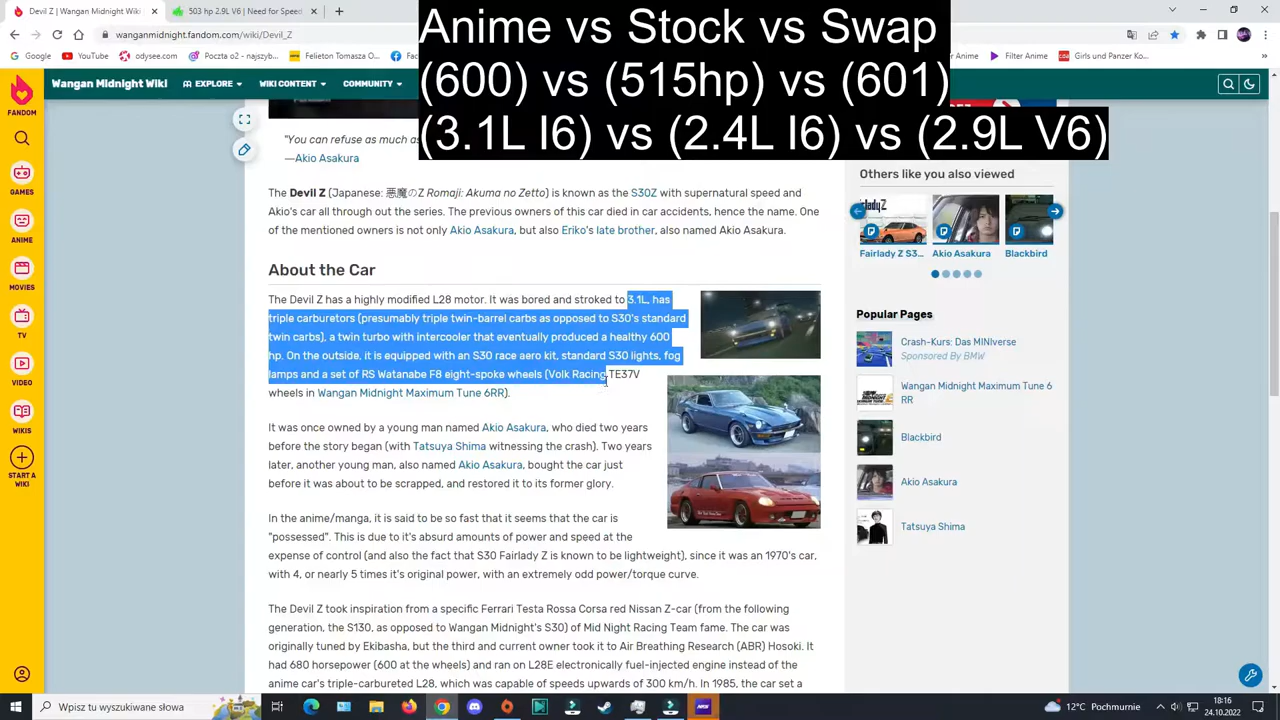 Devil Z | Wangan Midnight Wiki
503 hp 2.9L V6 | Need for Speed
Anime vs Stock vs Swap
(600) vs (515hp) vs (601)
(3.1L I6) vs (2.4L I6) vs (2.9L V6)
wanganmidnight.fandom.com/wiki/Devil_Z
Google
YouTube
odysee.com
Poczta o2 - najszyb...
Felieton Tomasza O...
Filter Anime
Girls und Panzer Ko...
FANDOM
GAMES
ANIME
MOVIES
TV
VIDEO
WIKIS
START A
WIKI
Wangan Midnight Wiki
EXPLORE
WIKI CONTENT
COMMUNITY
"You can refuse as much as
—Akio Asakura
The Devil Z (Japanese: 悪魔のZ Romaji: Akuma no Zetto) is known as the S30Z with supernatural speed and
Akio's car all through out the series. The previous owners of this car died in car accidents, hence the name. One
of the mentioned owners is not only Akio Asakura, but also Eriko's late brother, also named Akio Asakura.
About the Car
The Devil Z has a highly modified L28 motor. It was bored and stroked to 3.1L, has
triple carburetors (presumably triple twin-barrel carbs as opposed to S30's standard
twin carbs), a twin turbo with intercooler that eventually produced a healthy 600
hp. On the outside, it is equipped with an S30 race aero kit, standard S30 lights, fog
lamps and a set of RS Watanabe F8 eight-spoke wheels (Volk Racing TE37V
wheels in Wangan Midnight Maximum Tune 6RR).
It was once owned by a young man named Akio Asakura, who died two years
before the story began (with Tatsuya Shima witnessing the crash). Two years
later, another young man, also named Akio Asakura, bought the car just
before it was about to be scrapped, and restored it to its former glory.
In the anime/manga, it is said to be so fast that it seems that the car is
"possessed". This is due to it's absurd amounts of power and speed at the
expense of control (and also the fact that S30 Fairlady Z is known to be lightweight), since it was an 1970's car,
with 4, or nearly 5 times it's original power, with an extremely odd power/torque curve.
The Devil Z took inspiration from a specific Ferrari Testa Rossa Corsa red Nissan Z-car (from the following
generation, the S130, as opposed to Wangan Midnight's S30) of Mid Night Racing Team fame. The car was
originally tuned by Ekibasha, but the third and current owner took it to Air Breathing Research (ABR) Hosoki. It
had 680 horsepower (600 at the wheels) and ran on L28E electronically fuel-injected engine instead of the
anime car's triple-carbureted L28, which was capable of speeds upwards of 300 km/h. In 1985, the car set a
Others like you also viewed
Fairlady Z S3...
Akio Asakura
Blackbird
Popular Pages
Crash-Kurs: Das MINIverse
Sponsored By BMW
Wangan Midnight Maximum Tune 6
RR
Blackbird
Akio Asakura
Tatsuya Shima
Wpisz tu wyszukiwane słowa
12°C Pochmurnie
18:16
24.10.2022